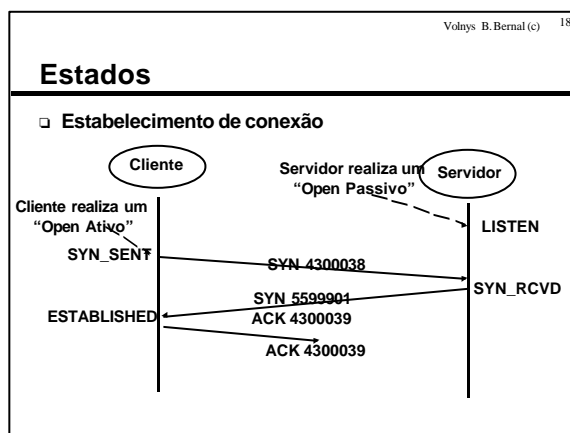 Volnys B. Bernal (c) 18
Estados
❑ Estabelecimento de conexão
Cliente
Servidor realiza um
“Open Passivo”
Servidor
Cliente realiza um
“Open Ativo”
LISTEN
SYN_SENT
SYN 4300038
SYN_RCVD
SYN 5599901
ESTABLISHED
ACK 4300039
ACK 4300039